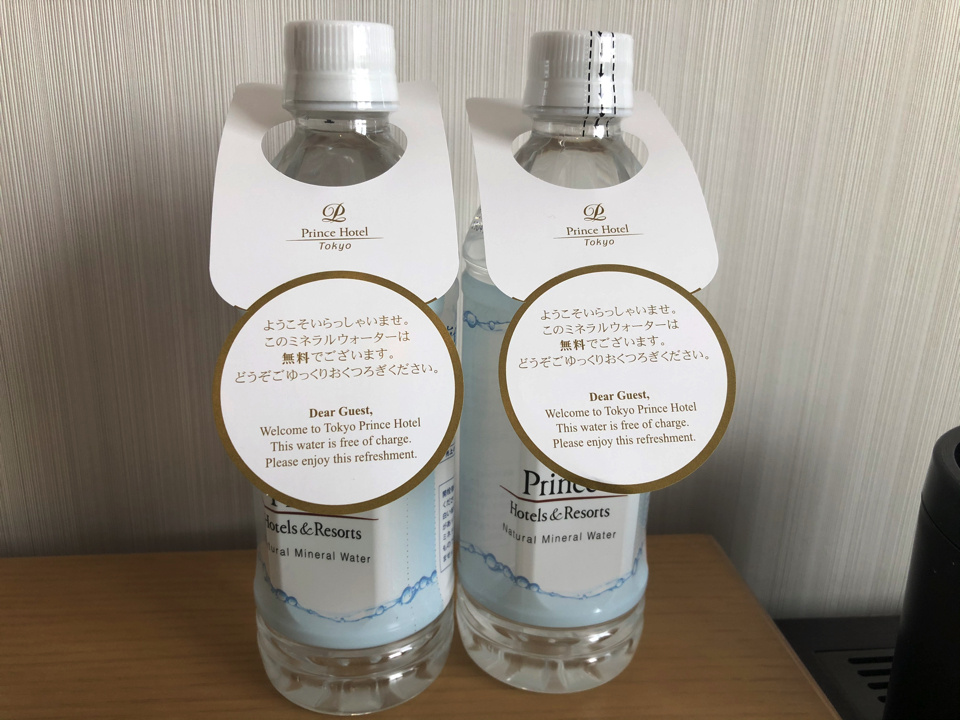 P
Prince Hotel
Tokyo
ようこそいらっしゃいませ。
このミネラルウォーターは
無料でございます。
どうぞごゆっくりおくつろぎください。
Dear Guest,
Welcome to Tokyo Prince Hotel
This water is free of charge.
Please enjoy this refreshment.
Hotels & Resorts
Mineral Water
P
Prince Hotel
Tokyo
ようこそいらっしゃいませ。
このミネラルウォーターは
無料でございます。
どうぞごゆっくりおくつろぎください。
Dear Guest,
Welcome to Tokyo Prince Hotel
This water is free of charge.
Please enjoy this refreshment.
Prince
Hotels & Resorts
Natural Mineral Water